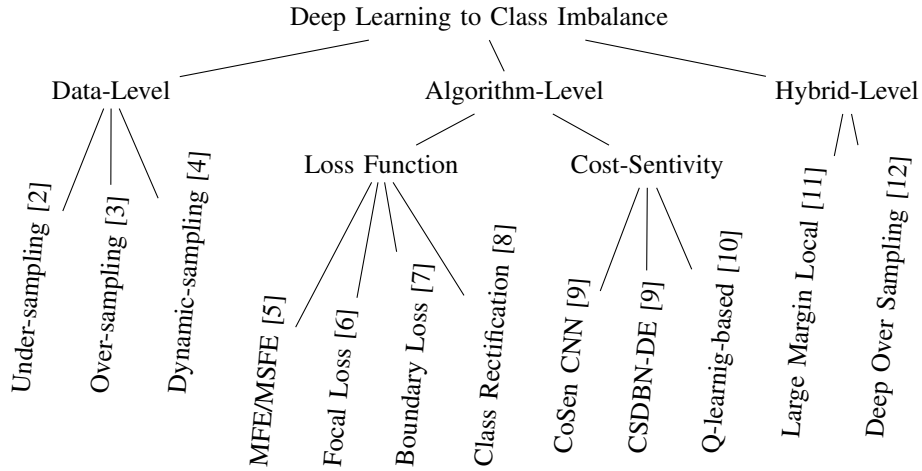 Deep Learning to Class Imbalance
Data-Level
Algorithm-Level
Hybrid-Level
Loss Function
Cost-Sentivity
Under-sampling [2]
Over-sampling [3]
Dynamic-sampling [4]
MFE/MSFE [5]
Focal Loss [6]
Boundary Loss [7]
Class Rectification [8]
CoSen CNN [9]
CSDBN-DE [9]
Q-learnig-based [10]
Large Margin Local [11]
Deep Over Sampling [12]